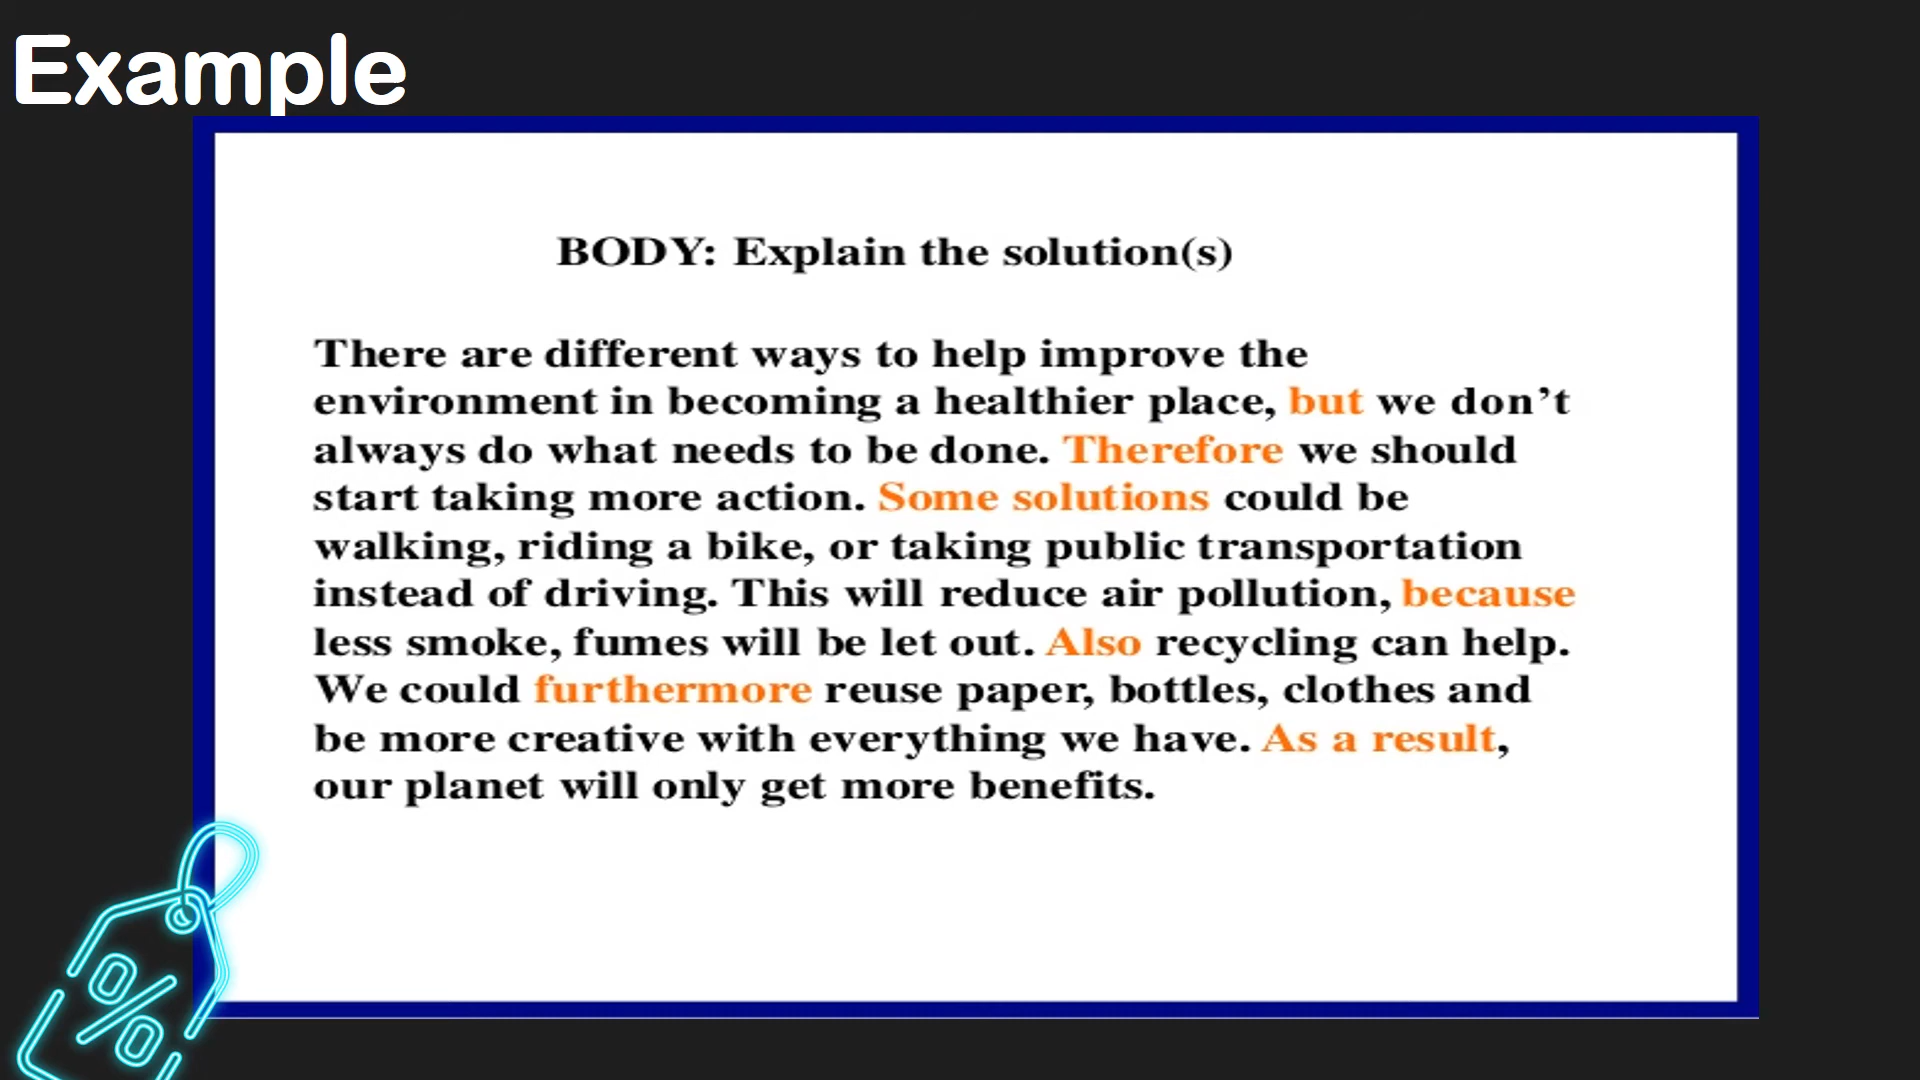 Example
BODY: Explain the solution(s)
There are different ways to help improve the
environment in becoming a healthier place, but we don’t
always do what needs to be done. Therefore we should
start taking more action. Some solutions could be
walking, riding a bike, or taking public transportation
instead of driving. This will reduce air pollution, because
less smoke, fumes will be let out. Also recycling can help.
We could furthermore reuse paper, bottles, clothes and
be more creative with everything we have. As a result,
our planet will only get more benefits.
%